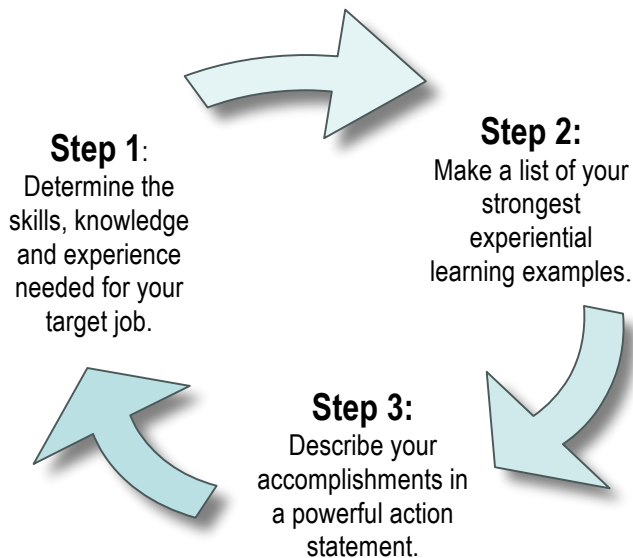 Step 1:
Determine the
skills, knowledge
and experience
needed for your
target job.
Step 2:
Make a list of your
strongest
experiential
learning examples.
Step 3:
Describe your
accomplishments in
a powerful action
statement.